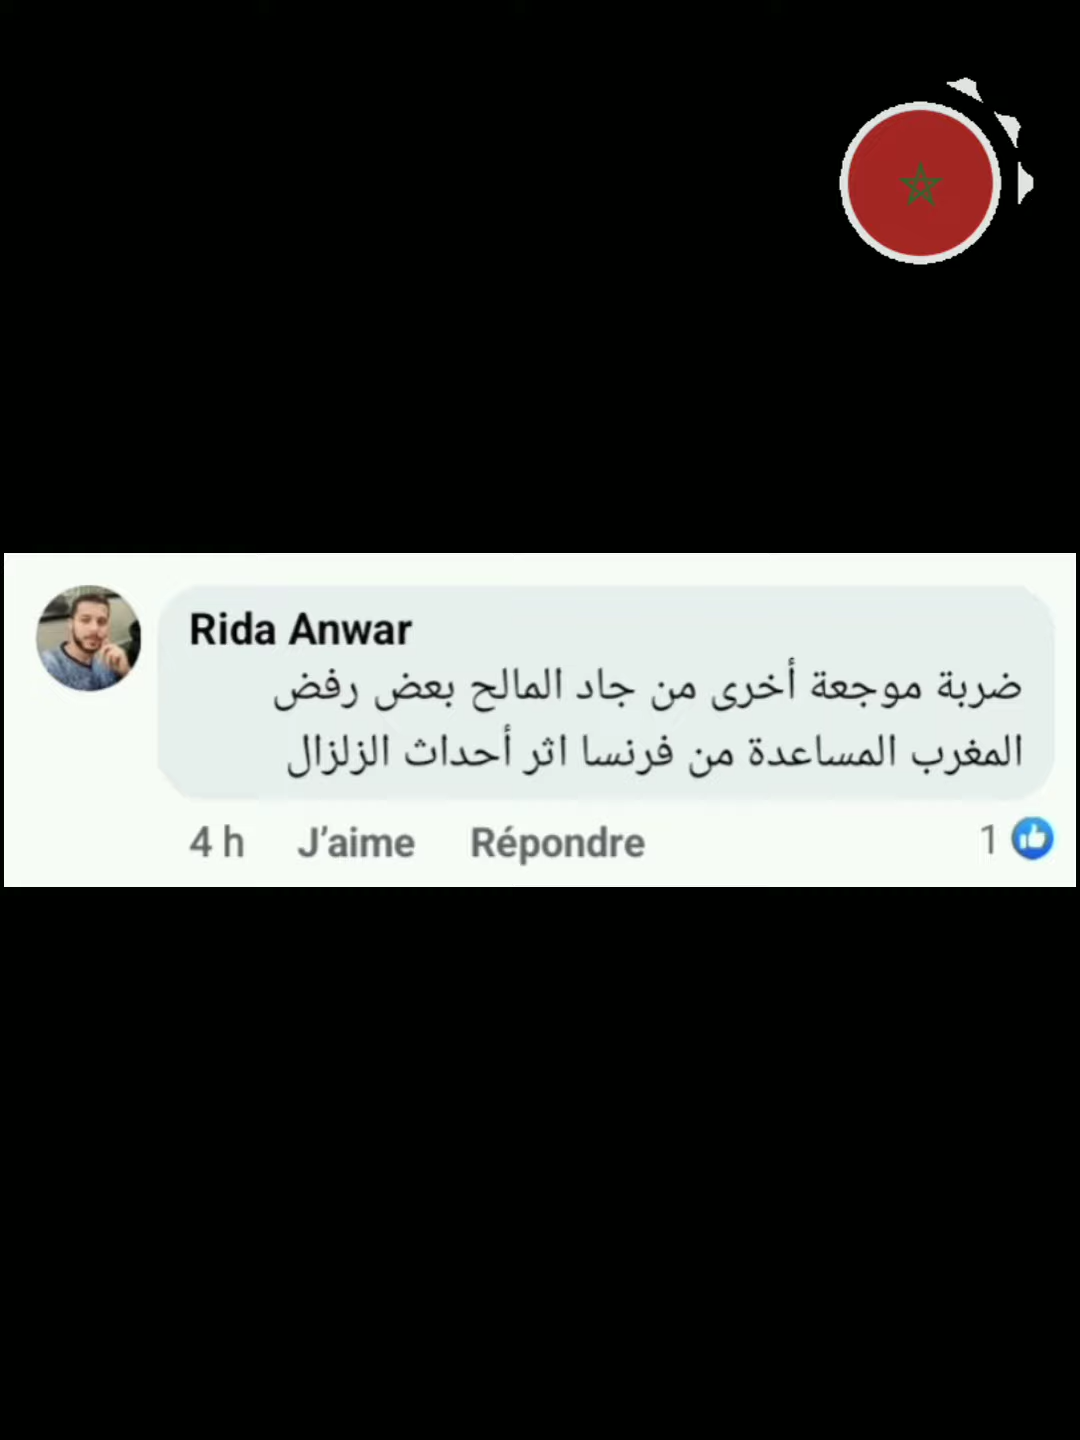 Rida Anwar
ضربة موجعة أخرى من جاد المالح بعض رفض
المغرب المساعدة من فرنسا اثر أحداث الزلزال
4 h J’aime Répondre 1